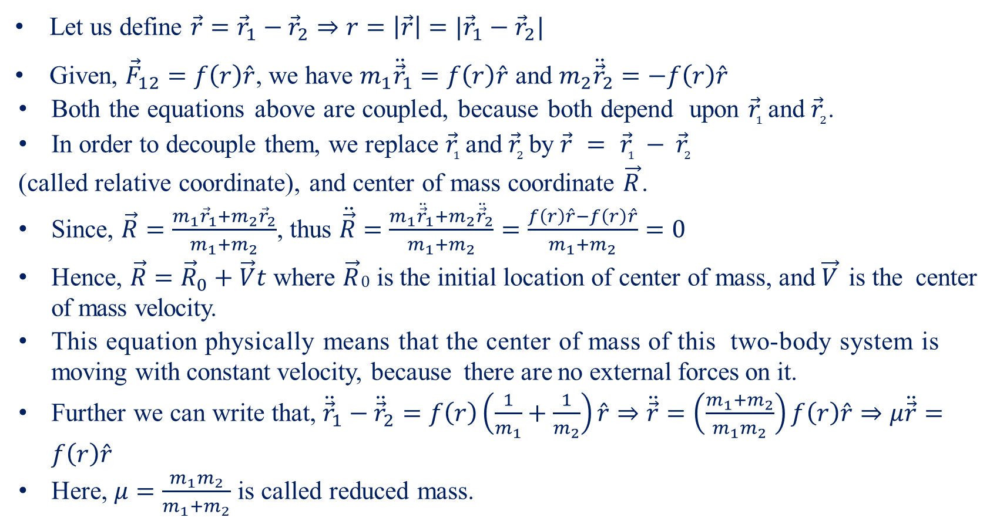 • Let us define $\vec{r} = \vec{r}_1 - \vec{r}_2 \Rightarrow r = |\vec{r}| = |\vec{r}_1 - \vec{r}_2|$
• Given, $\vec{F}_{12} = f(r)\hat{r}$, we have $m_1\ddot{\vec{r}}_1 = f(r)\hat{r}$ and $m_2\ddot{\vec{r}}_2 = -f(r)\hat{r}$
• Both the equations above are coupled, because both depend upon $\vec{r}_1$ and $\vec{r}_2$.
• In order to decouple them, we replace $\vec{r}_1$ and $\vec{r}_2$ by $\vec{r} = \vec{r}_1 - \vec{r}_2$
(called relative coordinate), and center of mass coordinate $\vec{R}$.
• Since, $\vec{R} = \frac{m_1\vec{r}_1+m_2\vec{r}_2}{m_1+m_2}$, thus $\ddot{\vec{R}} = \frac{m_1\ddot{\vec{r}}_1+m_2\ddot{\vec{r}}_2}{m_1+m_2} = \frac{f(r)\hat{r}-f(r)\hat{r}}{m_1+m_2} = 0$
• Hence, $\vec{R} = \vec{R}_0 + \vec{V}t$ where $\vec{R}_0$ is the initial location of center of mass, and $\vec{V}$ is the center
of mass velocity.
• This equation physically means that the center of mass of this two-body system is
moving with constant velocity, because there are no external forces on it.
• Further we can write that, $\ddot{\vec{r}}_1 - \ddot{\vec{r}}_2 = f(r)\left(\frac{1}{m_1} + \frac{1}{m_2}\right)\hat{r} \Rightarrow \ddot{\vec{r}} = \left(\frac{m_1+m_2}{m_1m_2}\right)f(r)\hat{r} \Rightarrow \mu\ddot{\vec{r}} =$
$f(r)\hat{r}$
• Here, $\mu = \frac{m_1m_2}{m_1+m_2}$ is called reduced mass.